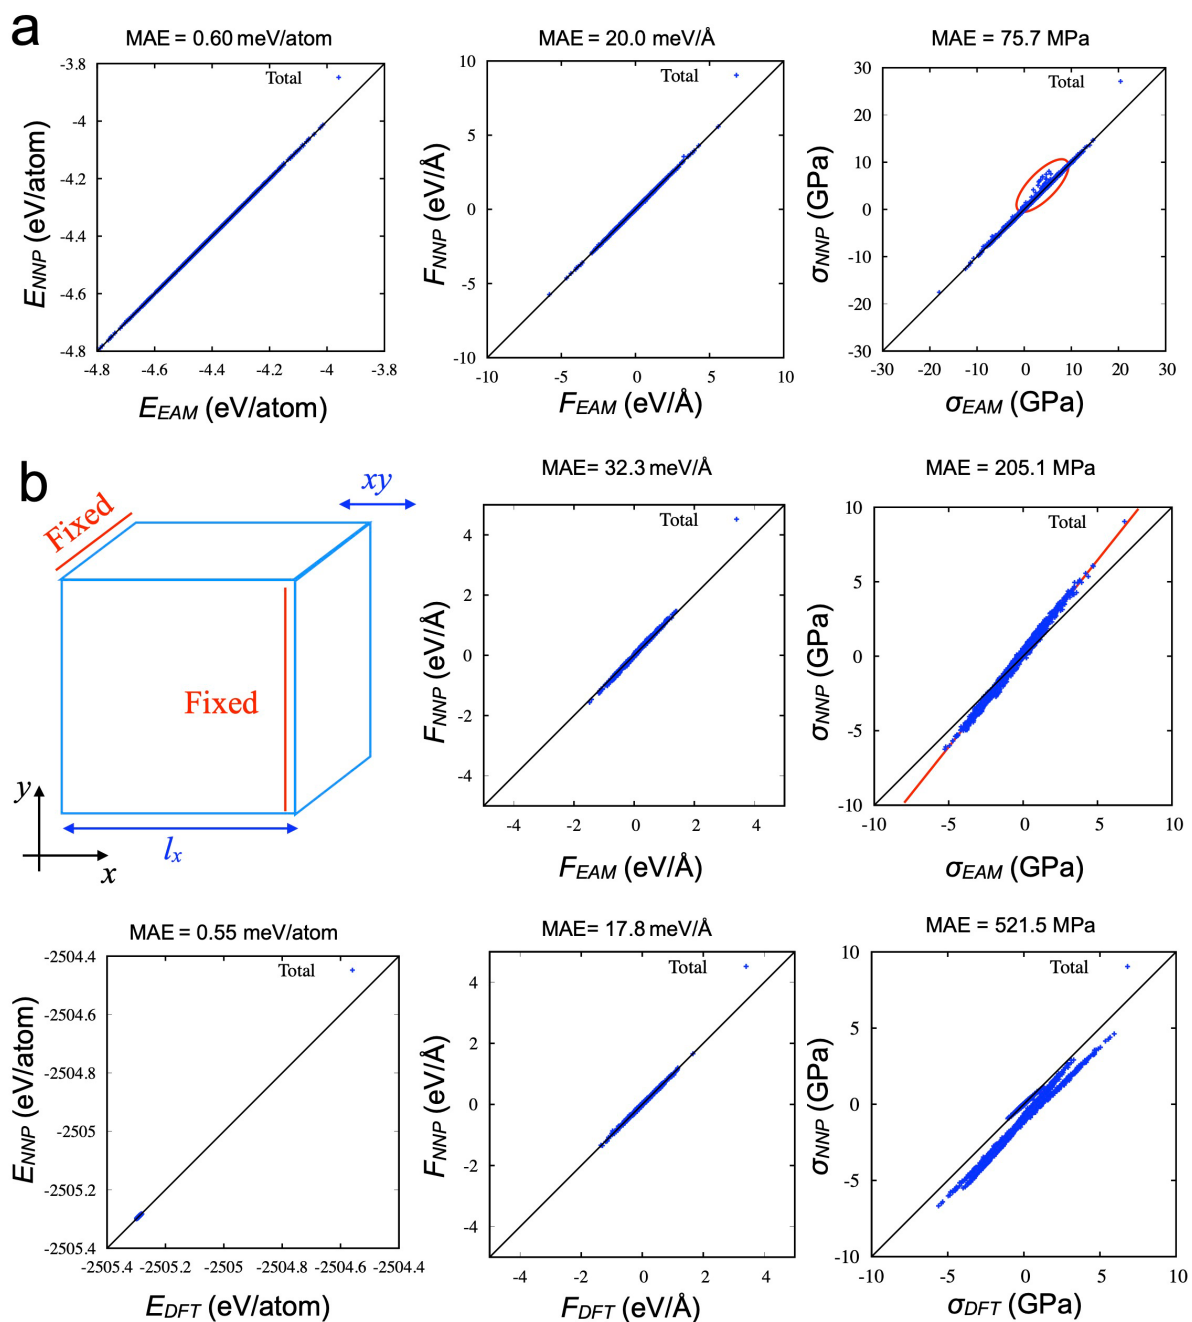 a
MAE = 0.60 meV/atom
MAE = 20.0 meV/Å
MAE = 75.7 MPa
-3.8
-4
-4.2
-4.4
-4.6
-4.8
Total
-4.8 -4.6 -4.4 -4.2 -4 -3.8
E_NNP (eV/atom)
E_EAM (eV/atom)
10
5
0
-5
-10
Total
-10 -5 0 5 10
F_NNP (eV/Å)
F_EAM (eV/Å)
30
20
10
0
-10
-20
-30
Total
-30 -20 -10 0 10 20 30
σ_NNP (GPa)
σ_EAM (GPa)
b
Fixed
xy
Fixed
y
l_x
x
MAE= 32.3 meV/Å
4
2
0
-2
-4
Total
-4 -2 0 2 4
F_NNP (eV/Å)
F_EAM (eV/Å)
MAE = 205.1 MPa
10
5
0
-5
-10
Total
-10 -5 0 5 10
σ_NNP (GPa)
σ_EAM (GPa)
MAE = 0.55 meV/atom
-2504.4
-2504.6
-2504.8
-2505
-2505.2
-2505.4
Total
-2505.4 -2505.2 -2505 -2504.8 -2504.6 -2504.4
E_NNP (eV/atom)
E_DFT (eV/atom)
MAE= 17.8 meV/Å
4
2
0
-2
-4
Total
-4 -2 0 2 4
F_NNP (eV/Å)
F_DFT (eV/Å)
MAE = 521.5 MPa
10
5
0
-5
-10
Total
-10 -5 0 5 10
σ_NNP (GPa)
σ_DFT (GPa)